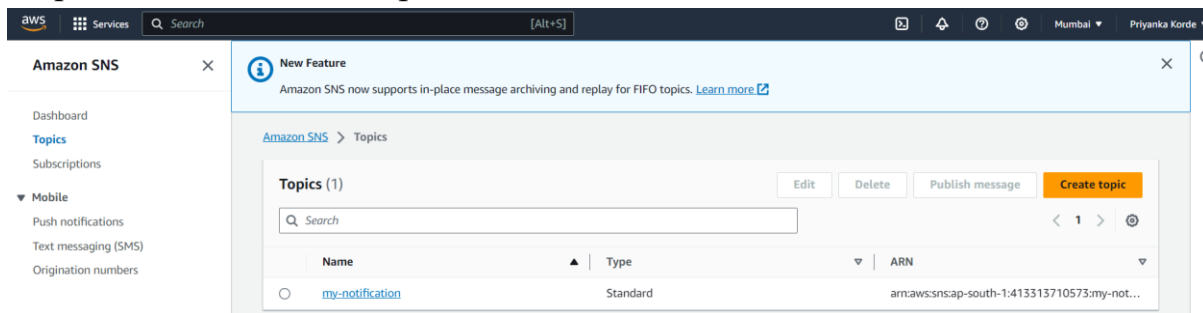 aws Services Search [Alt+S] Mumbai ▼ Priyanka Korde
Amazon SNS
New Feature
Amazon SNS now supports in-place message archiving and replay for FIFO topics. Learn more
Dashboard
Topics
Subscriptions
Mobile
Push notifications
Text messaging (SMS)
Origination numbers
Amazon SNS > Topics
Topics (1) Edit Delete Publish message Create topic
Search < 1 >
Name Type ARN
my-notification Standard arn:aws:sns:ap-south-1:413313710573:my-not...